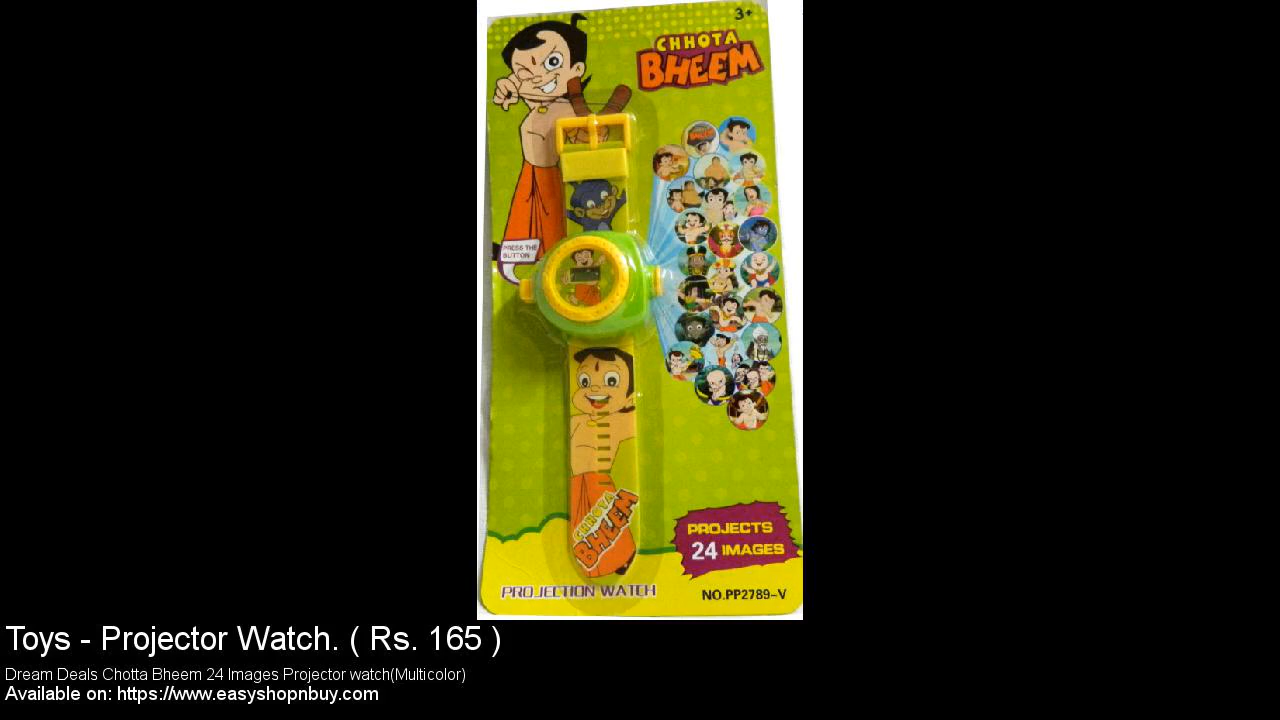 3+
CHHOTA
BHEEM
PRESS THE
BUTTON
CHHOTA
BHEEM
PROJECTS
24 IMAGES
PROJECTION WATCH
NO.PP2789-V
Toys - Projector Watch. ( Rs. 165 )
Dream Deals Chotta Bheem 24 Images Projector watch(Multicolor)
Available on: https://www.easyshopnbuy.com